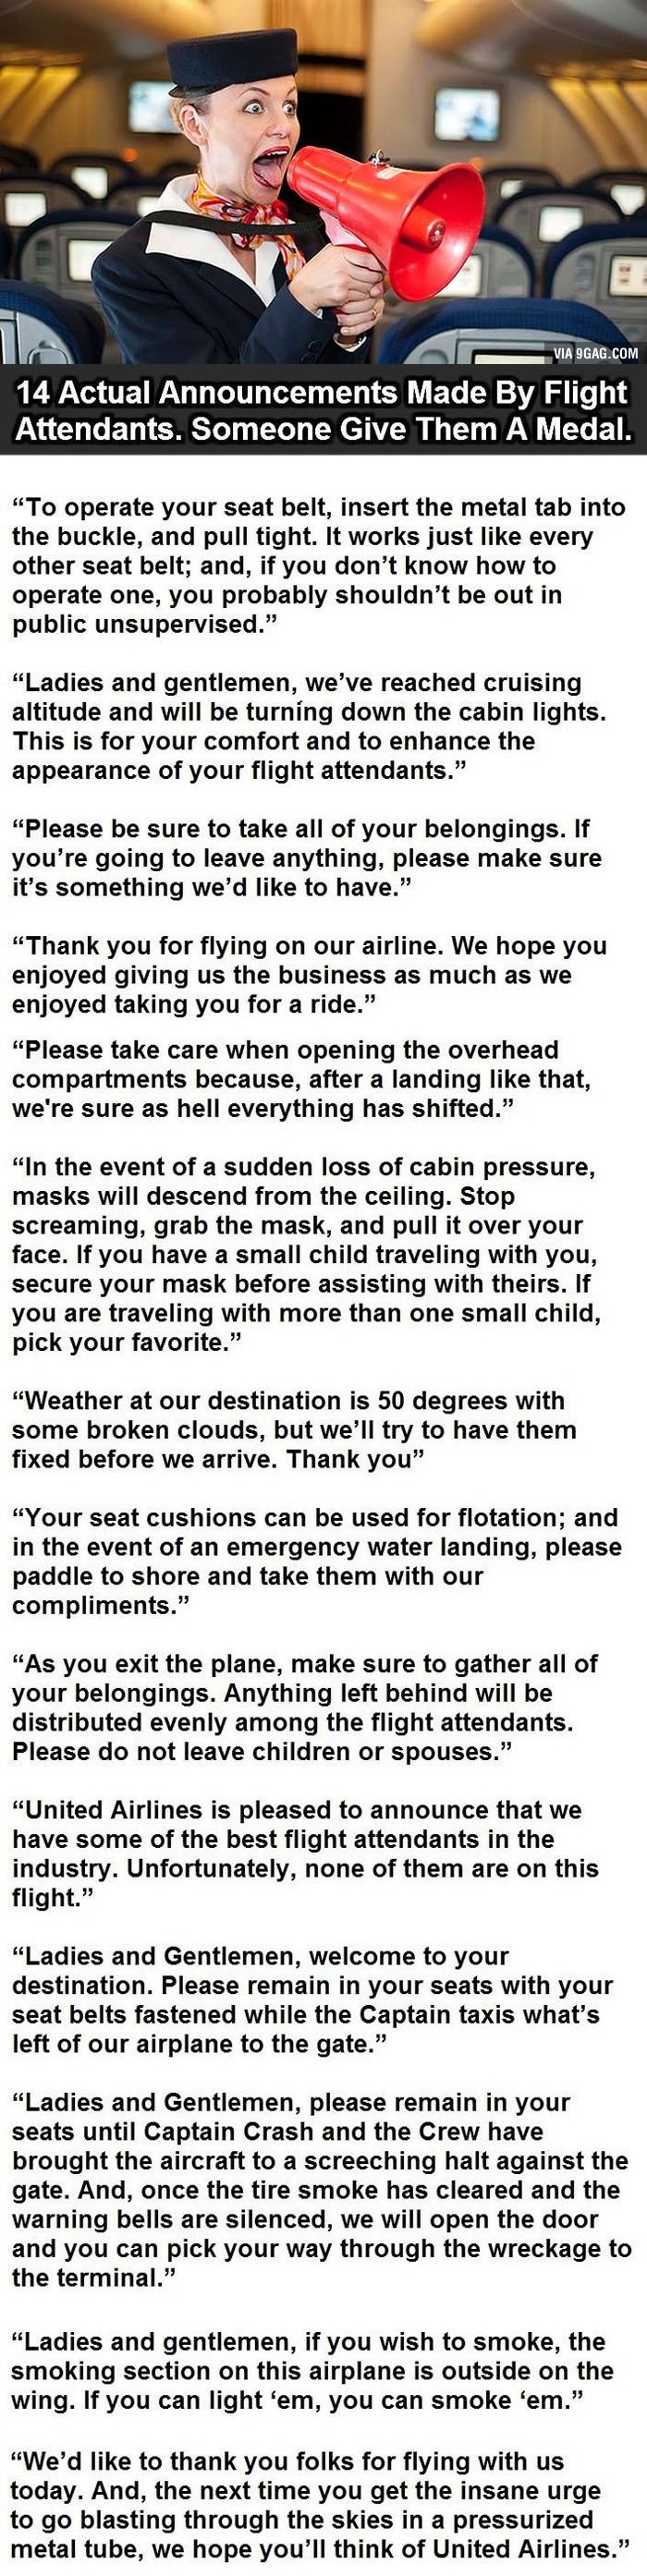 VIA 9GAG.COM
14 Actual Announcements Made By Flight
Attendants. Someone Give Them A Medal.
“To operate your seat belt, insert the metal tab into
the buckle, and pull tight. It works just like every
other seat belt; and, if you don’t know how to
operate one, you probably shouldn’t be out in
public unsupervised.”
“Ladies and gentlemen, we’ve reached cruising
altitude and will be turníng down the cabin lights.
This is for your comfort and to enhance the
appearance of your flight attendants.”
“Please be sure to take all of your belongings. If
you’re going to leave anything, please make sure
it’s something we’d like to have.”
“Thank you for flying on our airline. We hope you
enjoyed giving us the business as much as we
enjoyed taking you for a ride.”
“Please take care when opening the overhead
compartments because, after a landing like that,
we're sure as hell everything has shifted.”
“In the event of a sudden loss of cabin pressure,
masks will descend from the ceiling. Stop
screaming, grab the mask, and pull it over your
face. If you have a small child traveling with you,
secure your mask before assisting with theirs. If
you are traveling with more than one small child,
pick your favorite.”
“Weather at our destination is 50 degrees with
some broken clouds, but we’ll try to have them
fixed before we arrive. Thank you”
“Your seat cushions can be used for flotation; and
in the event of an emergency water landing, please
paddle to shore and take them with our
compliments.”
“As you exit the plane, make sure to gather all of
your belongings. Anything left behind will be
distributed evenly among the flight attendants.
Please do not leave children or spouses.”
“United Airlines is pleased to announce that we
have some of the best flight attendants in the
industry. Unfortunately, none of them are on this
flight.”
“Ladies and Gentlemen, welcome to your
destination. Please remain in your seats with your
seat belts fastened while the Captain taxis what’s
left of our airplane to the gate.”
“Ladies and Gentlemen, please remain in your
seats until Captain Crash and the Crew have
brought the aircraft to a screeching halt against the
gate. And, once the tire smoke has cleared and the
warning bells are silenced, we will open the door
and you can pick your way through the wreckage to
the terminal.”
“Ladies and gentlemen, if you wish to smoke, the
smoking section on this airplane is outside on the
wing. If you can light ‘em, you can smoke ‘em.”
“We’d like to thank you folks for flying with us
today. And, the next time you get the insane urge
to go blasting through the skies in a pressurized
metal tube, we hope you’ll think of United Airlines.”